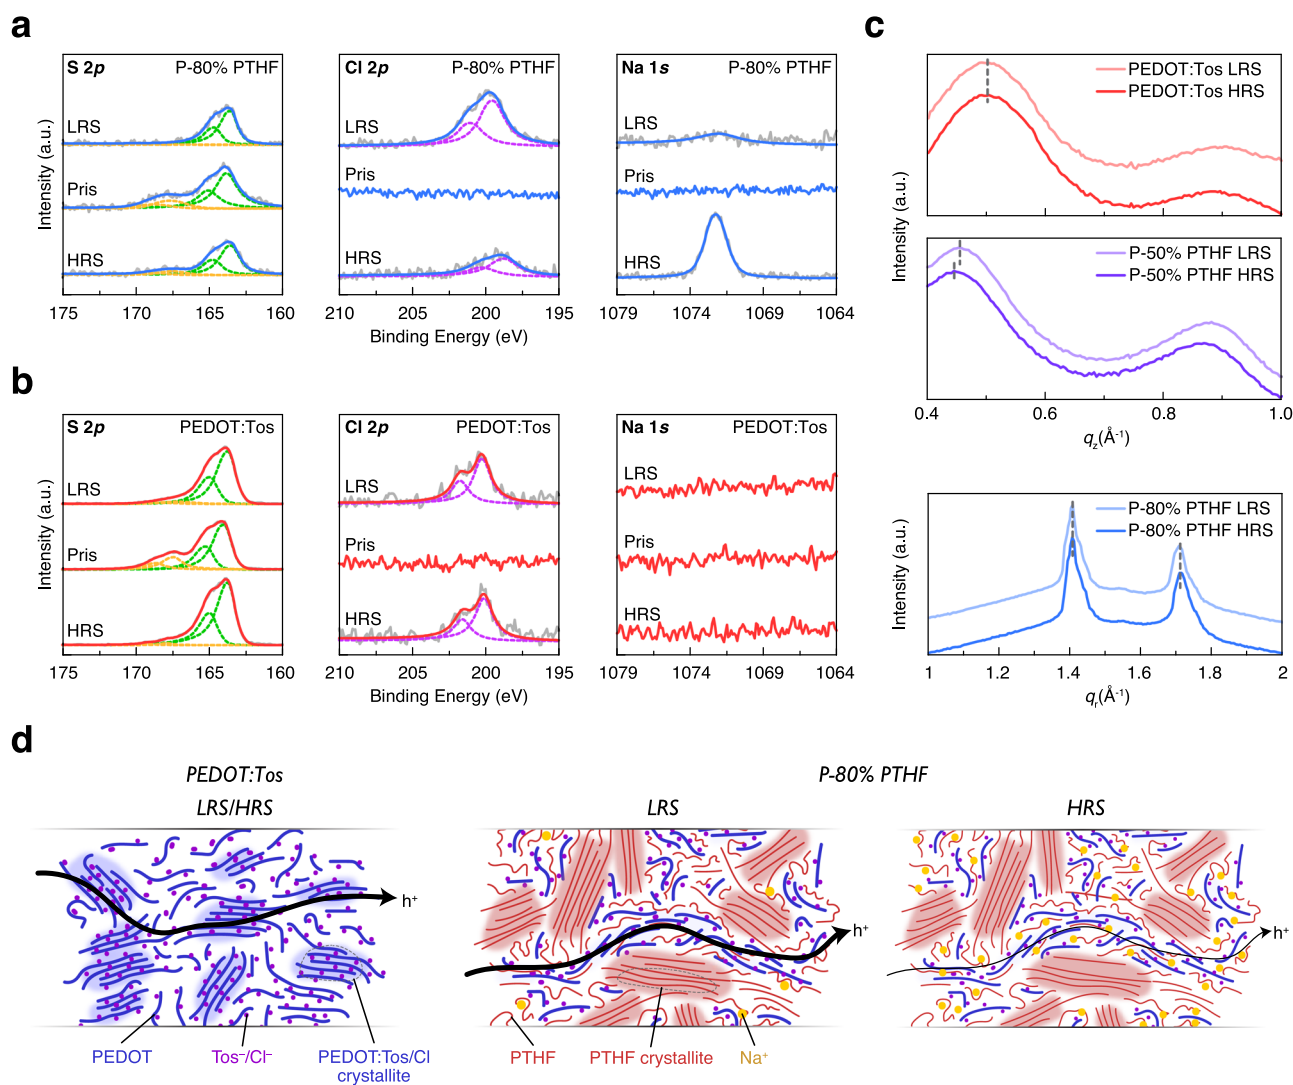 a
S 2p P-80% PTHF
LRS
Pris
HRS
175 170 165 160
Intensity (a.u.)
Cl 2p P-80% PTHF
LRS
Pris
HRS
210 205 200 195
Binding Energy (eV)
Na 1s P-80% PTHF
LRS
Pris
HRS
1079 1074 1069 1064
b
S 2p PEDOT:Tos
LRS
Pris
HRS
175 170 165 160
Intensity (a.u.)
Cl 2p PEDOT:Tos
LRS
Pris
HRS
210 205 200 195
Binding Energy (eV)
Na 1s PEDOT:Tos
LRS
Pris
HRS
1079 1074 1069 1064
c
PEDOT:Tos LRS
PEDOT:Tos HRS
P-50% PTHF LRS
P-50% PTHF HRS
Intensity (a.u.)
0.4 0.6 0.8 1.0
qz(Å-1)
P-80% PTHF LRS
P-80% PTHF HRS
Intensity (a.u.)
1 1.2 1.4 1.6 1.8 2
qr(Å-1)
d
PEDOT:Tos
LRS/HRS
h+
PEDOT
Tos–/Cl–
PEDOT:Tos/Cl
crystallite
P-80% PTHF
LRS
h+
PTHF
PTHF crystallite
Na+
HRS
h+